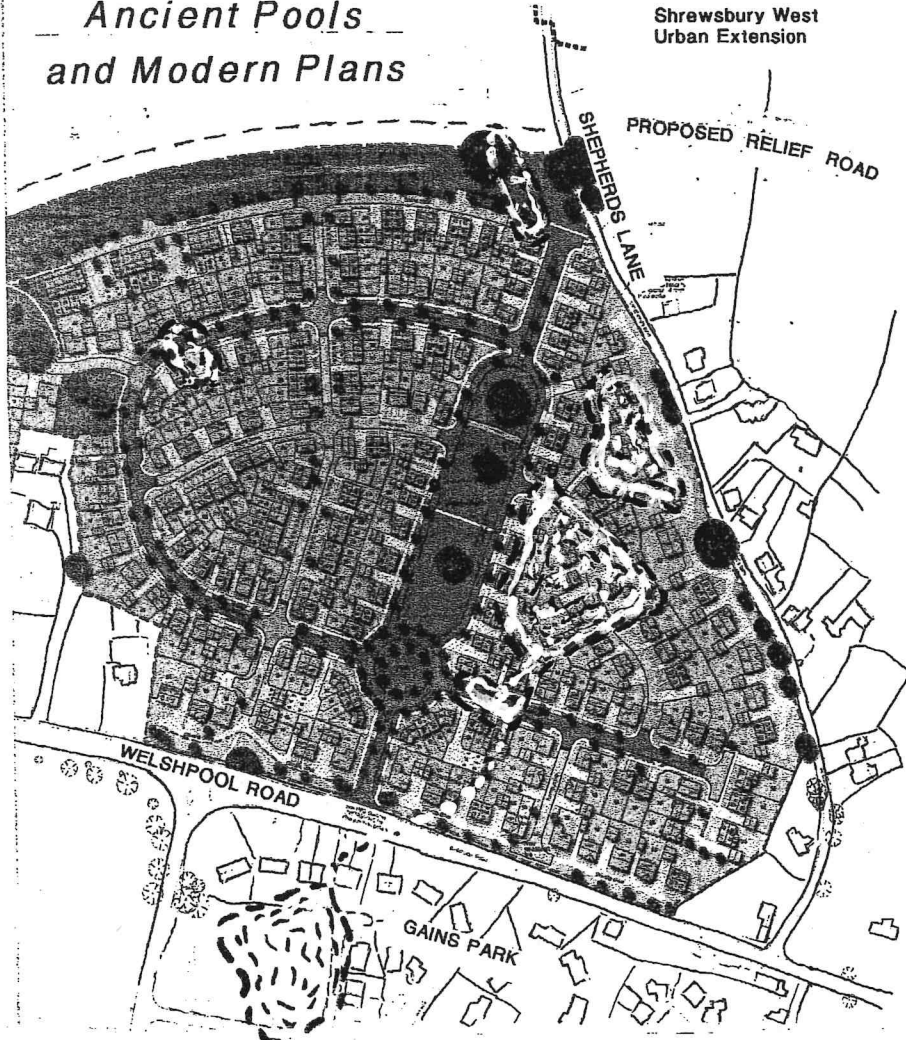 Ancient Pools
and Modern Plans
Shrewsbury West
Urban Extension
PROPOSED RELIEF ROAD
SHEPHERDS LANE
WELSHPOOL ROAD
GAINS PARK